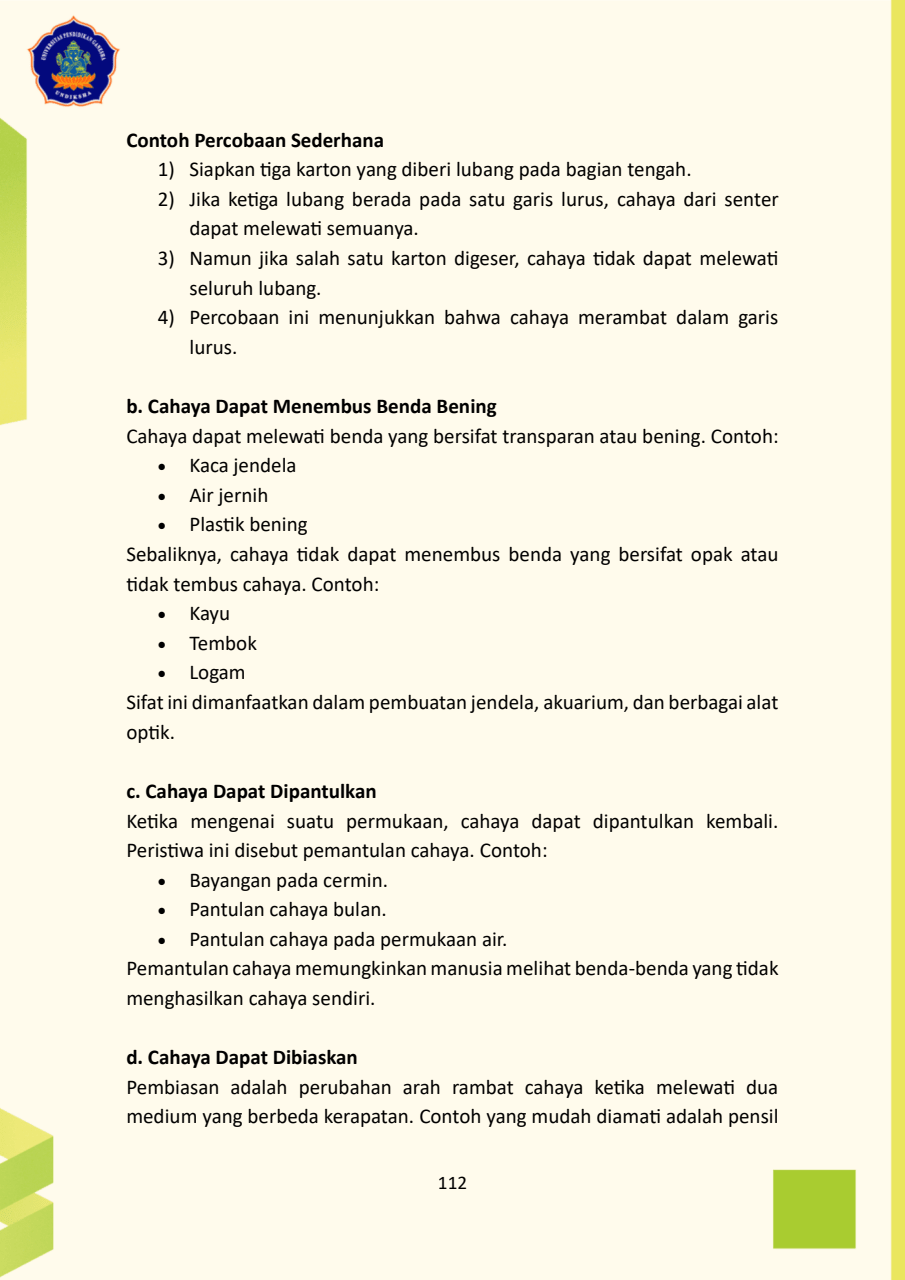 UNIVERSITAS PENDIDIKAN GANESHA
UNDIKSHA
Contoh Percobaan Sederhana
1) Siapkan tiga karton yang diberi lubang pada bagian tengah.
2) Jika ketiga lubang berada pada satu garis lurus, cahaya dari senter
dapat melewati semuanya.
3) Namun jika salah satu karton digeser, cahaya tidak dapat melewati
seluruh lubang.
4) Percobaan ini menunjukkan bahwa cahaya merambat dalam garis
lurus.
b. Cahaya Dapat Menembus Benda Bening
Cahaya dapat melewati benda yang bersifat transparan atau bening. Contoh:
• Kaca jendela
• Air jernih
• Plastik bening
Sebaliknya, cahaya tidak dapat menembus benda yang bersifat opak atau
tidak tembus cahaya. Contoh:
• Kayu
• Tembok
• Logam
Sifat ini dimanfaatkan dalam pembuatan jendela, akuarium, dan berbagai alat
optik.
c. Cahaya Dapat Dipantulkan
Ketika mengenai suatu permukaan, cahaya dapat dipantulkan kembali.
Peristiwa ini disebut pemantulan cahaya. Contoh:
• Bayangan pada cermin.
• Pantulan cahaya bulan.
• Pantulan cahaya pada permukaan air.
Pemantulan cahaya memungkinkan manusia melihat benda-benda yang tidak
menghasilkan cahaya sendiri.
d. Cahaya Dapat Dibiaskan
Pembiasan adalah perubahan arah rambat cahaya ketika melewati dua
medium yang berbeda kerapatan. Contoh yang mudah diamati adalah pensil
112